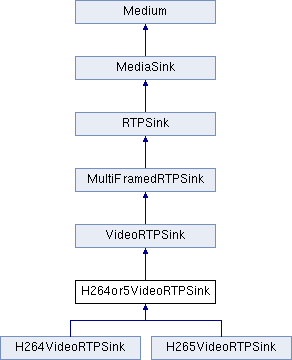 Medium
MediaSink
RTPSink
MultiFramedRTPSink
VideoRTPSink
H264or5VideoRTPSink
H264VideoRTPSink
H265VideoRTPSink